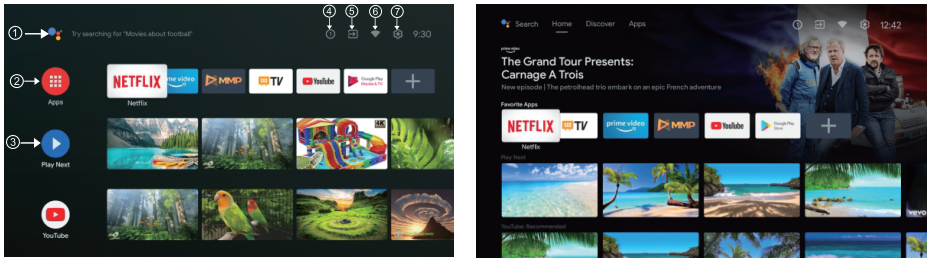 ④ ⑤ ⑥ ⑦
① Try searching for "Movies about football" 9:30
②
NETFLIX prime video MMP TV YouTube Google Play Movies & TV
Apps
Netflix
4K
③
Play Next
YouTube
Search Home Discover Apps 12:42
prime video
The Grand Tour Presents:
Carnage A Trois
New episode | The petrolhead trio embark on an epic French adventure
Favorite Apps
NETFLIX TV prime video MMP YouTube Google Play Store
Netflix
Play Next
vevo
YouTube: Recommended